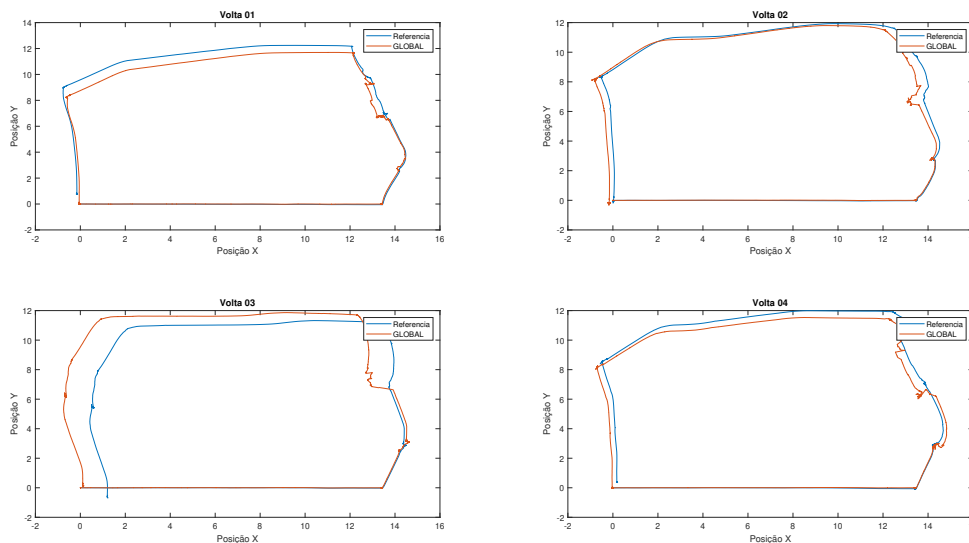 Volta 01
14
12
10
8
6
4
2
0
-2
-2 0 2 4 6 8 10 12 14 16
Posição X
Posição Y
Referencia
GLOBAL
Volta 02
12
10
8
6
4
2
0
-2
-2 0 2 4 6 8 10 12 14
Posição X
Posição Y
Referencia
GLOBAL
Volta 03
12
10
8
6
4
2
0
-2
-2 0 2 4 6 8 10 12 14 16
Posição X
Posição Y
Referencia
GLOBAL
Volta 04
12
10
8
6
4
2
0
-2
-2 0 2 4 6 8 10 12 14
Posição X
Posição Y
Referencia
GLOBAL